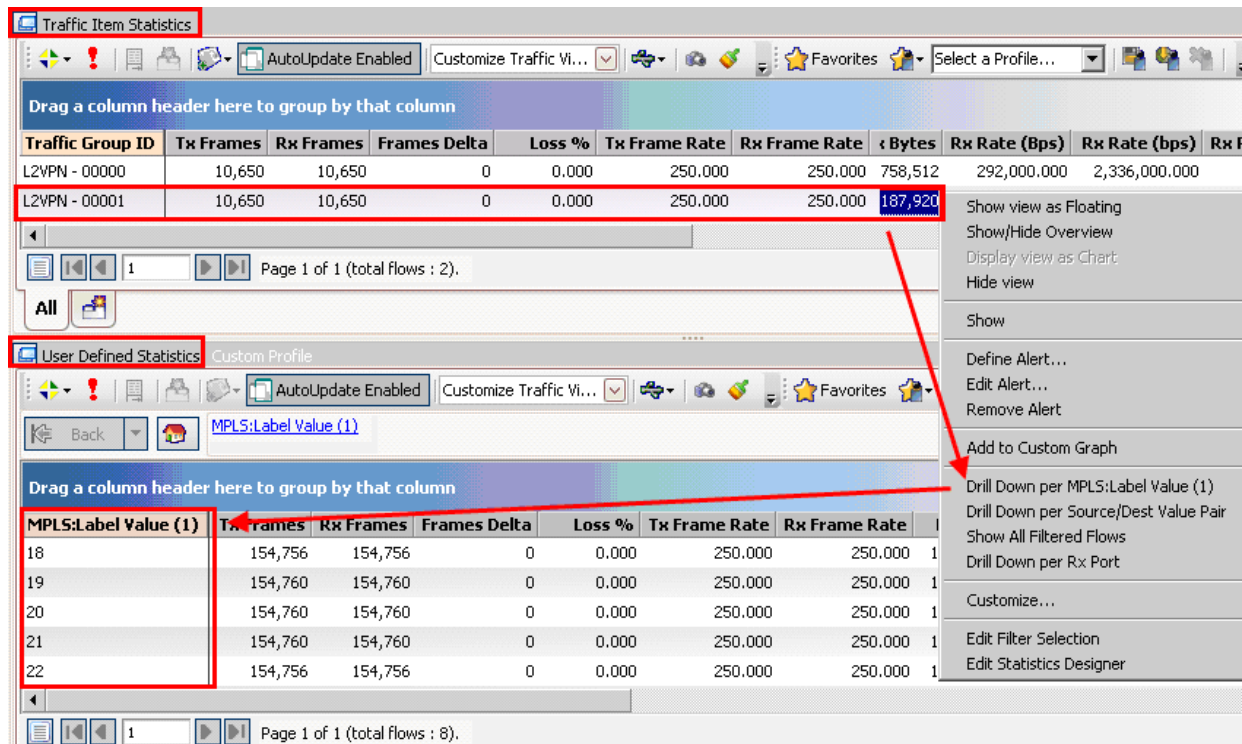 Traffic Item Statistics
AutoUpdate Enabled Customize Traffic Vi... Favorites Select a Profile...
Drag a column header here to group by that column
Traffic Group ID Tx Frames Rx Frames Frames Delta Loss % Tx Frame Rate Rx Frame Rate Bytes Rx Rate (Bps) Rx Rate (bps)
L2VPN - 00000 10,650 10,650 0 0.000 250.000 250.000 758,512 292,000.000 2,336,000.000
L2VPN - 00001 10,650 10,650 0 0.000 250.000 250.000 187,920
1 Page 1 of 1 (total flows : 2).
All
Show view as Floating
Show/Hide Overview
Display view as Chart
Hide view
Show
Define Alert...
Edit Alert...
Remove Alert
Add to Custom Graph
Drill Down per MPLS:Label Value (1)
Drill Down per Source/Dest Value Pair
Show All Filtered Flows
Drill Down per Rx Port
Customize...
Edit Filter Selection
Edit Statistics Designer
User Defined Statistics Custom Profile
AutoUpdate Enabled Customize Traffic Vi... Favorites
Back MPLS:Label Value (1)
Drag a column header here to group by that column
MPLS:Label Value (1) Tx Frames Rx Frames Frames Delta Loss % Tx Frame Rate Rx Frame Rate
18 154,756 154,756 0 0.000 250.000 250.000 1
19 154,760 154,760 0 0.000 250.000 250.000 1
20 154,760 154,760 0 0.000 250.000 250.000 1
21 154,760 154,760 0 0.000 250.000 250.000 1
22 154,756 154,756 0 0.000 250.000 250.000 1
1 Page 1 of 1 (total flows : 8).